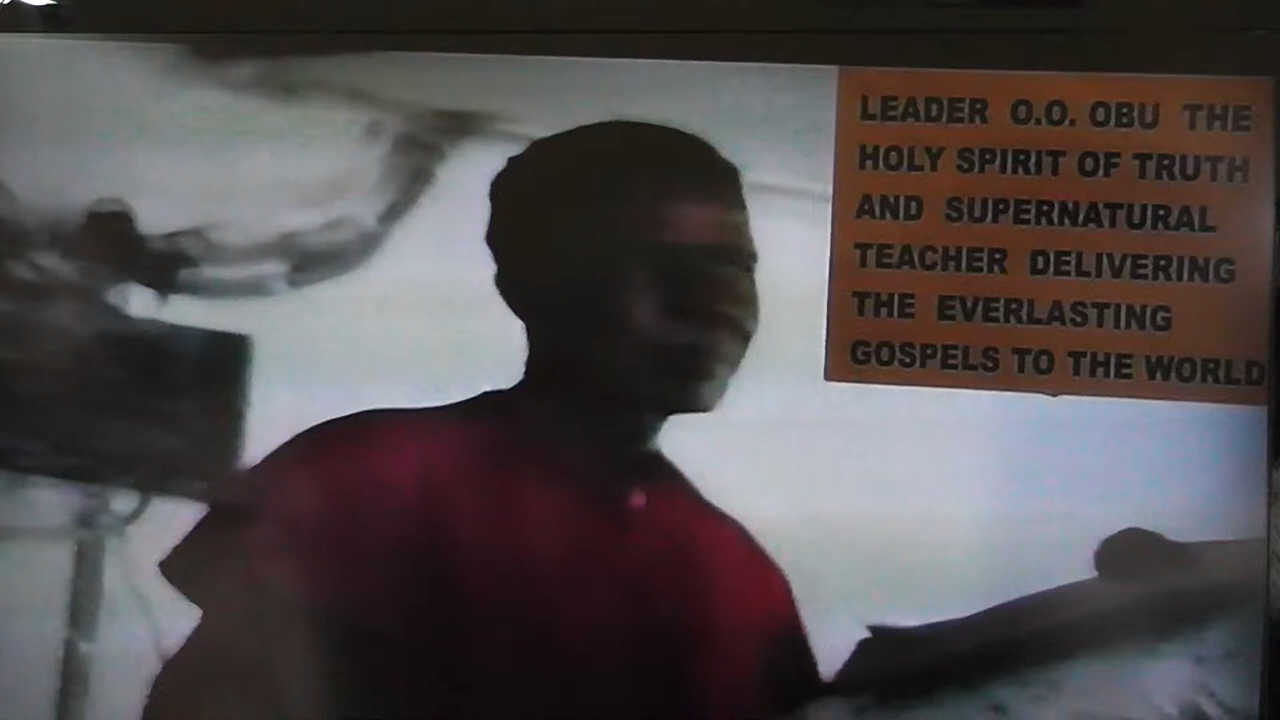 LEADER O.O. OBU THE
HOLY SPIRIT OF TRUTH
AND SUPERNATURAL
TEACHER DELIVERING
THE EVERLASTING
GOSPELS TO THE WORLD